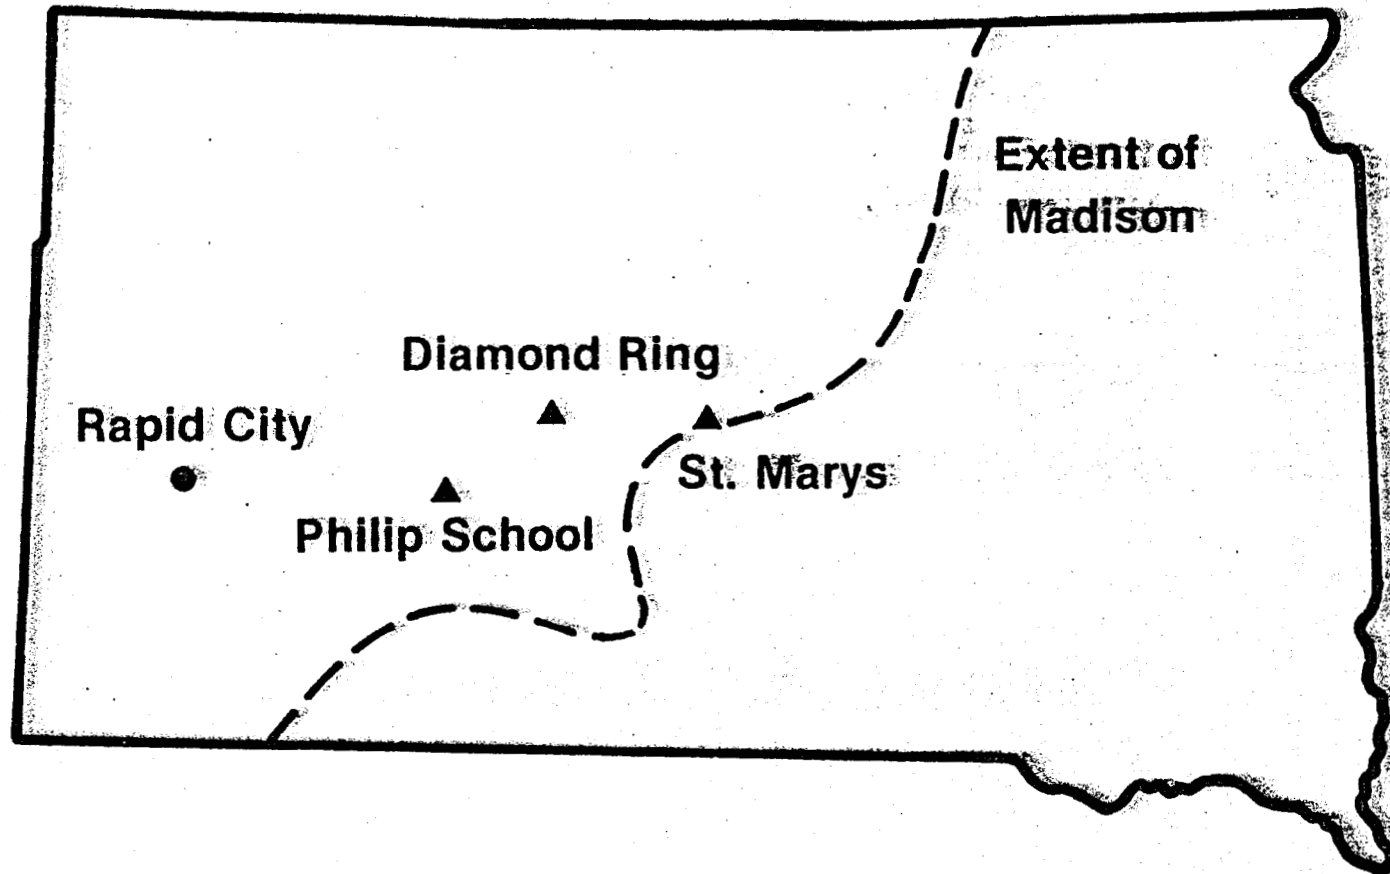 Extent of
Madison
Diamond Ring
Rapid City
St. Marys
Philip School